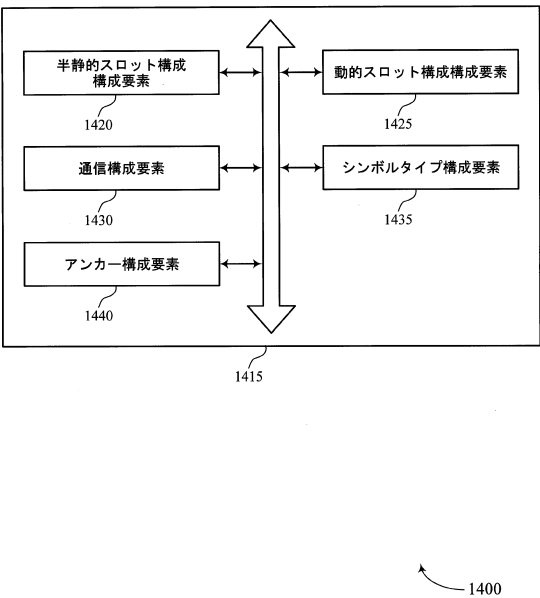 半静的スロット構成
構成要素
1420
動的スロット構成構成要素
1425
通信構成要素
1430
シンボルタイプ構成要素
1435
アンカー構成要素
1440
1415
1400